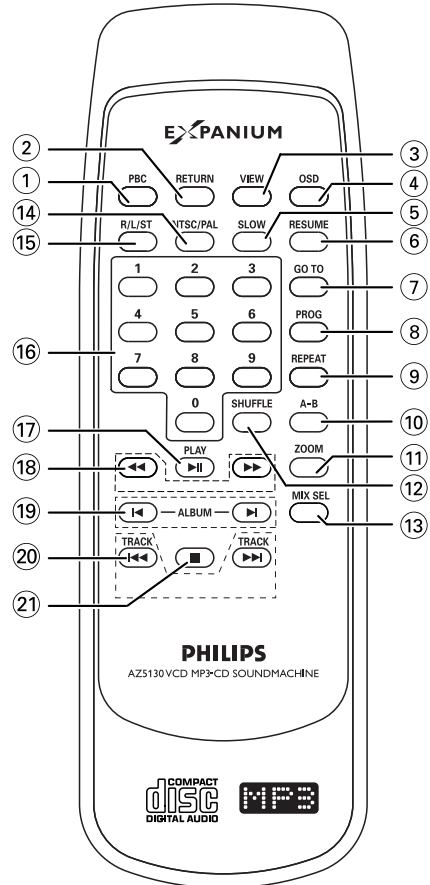 EXPANIUM
2
3
PBC RETURN VIEW OSD
1
4
14
5
R/L/ST NTSC/PAL SLOW RESUME
15
6
1 2 3 GO TO
7
4 5 6 PROG
16
8
7 8 9 REPEAT
9
0 SHUFFLE A-B
10
17
PLAY ZOOM
11
18
12
MIX SEL
19
ALBUM
13
TRACK TRACK
20
21
PHILIPS
AZ5130 VCD MP3-CD SOUNDMACHINE
COMPACT
disc
DIGITAL AUDIO
MP3